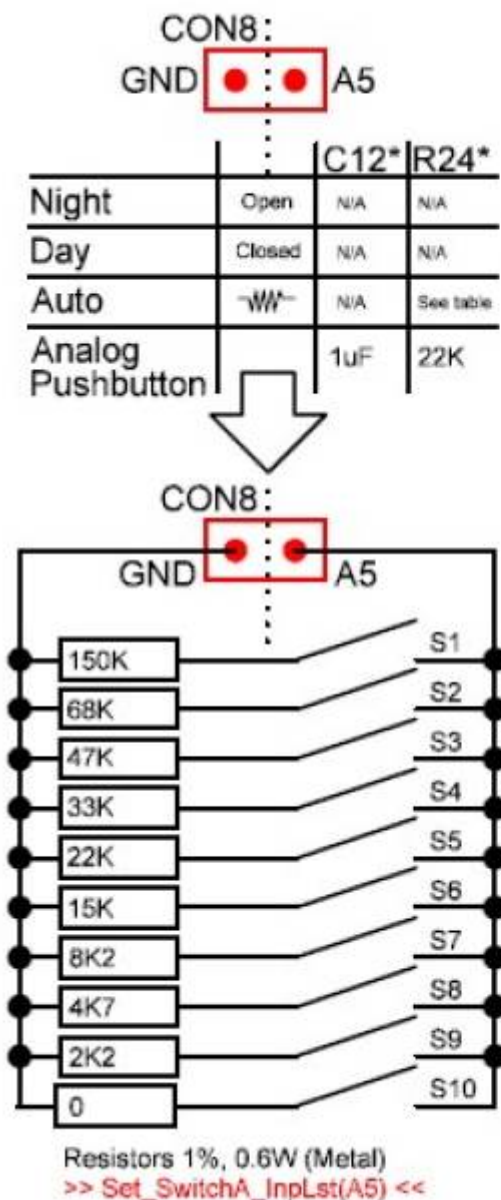 CON8:
GND A5
C12* R24*
Night Open N/A N/A
Day Closed N/A N/A
Auto N/A See table
Analog
Pushbutton 1uF 22K
CON8:
GND A5
150K S1
68K S2
47K S3
33K S4
22K S5
15K S6
8K2 S7
4K7 S8
2K2 S9
0 S10
Resistors 1%, 0.6W (Metal)
>> Set_SwitchA_InpLst(A5) <<